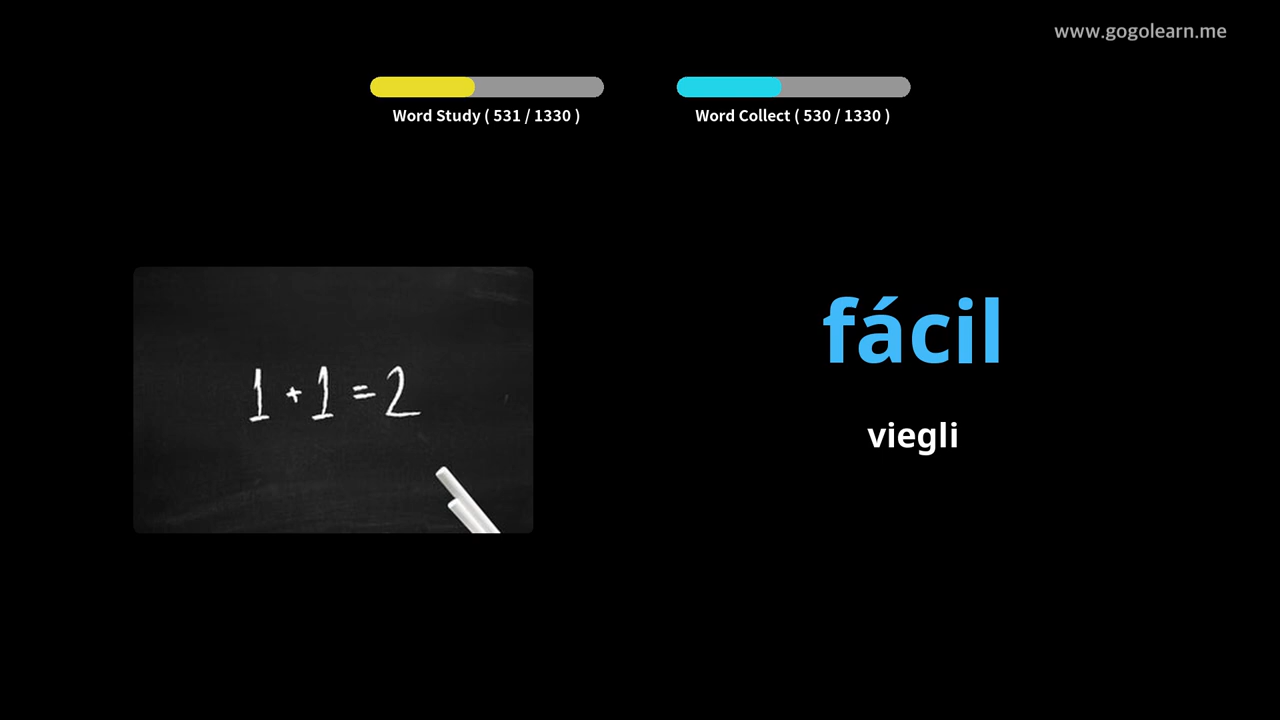 www.gogolearn.me
Word Study ( 531 / 1330 )
Word Collect ( 530 / 1330 )
1 + 1 = 2
fácil
viegli